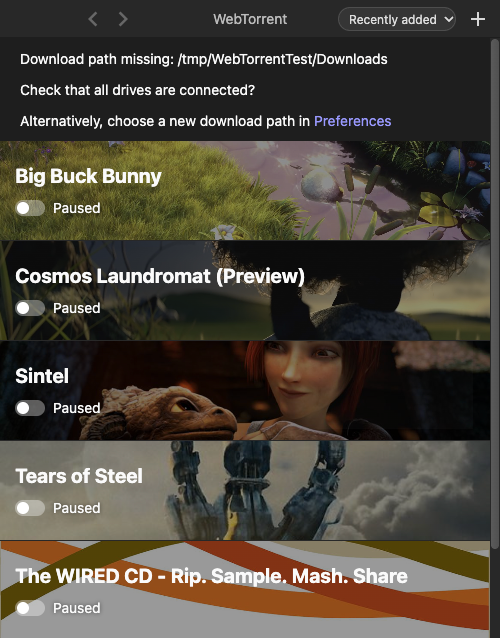 WebTorrent
Recently added
Download path missing: /tmp/WebTorrentTest/Downloads
Check that all drives are connected?
Alternatively, choose a new download path in Preferences
Big Buck Bunny
Paused
Cosmos Laundromat (Preview)
Paused
Sintel
Paused
Tears of Steel
Paused
The WIRED CD - Rip. Sample. Mash. Share
Paused